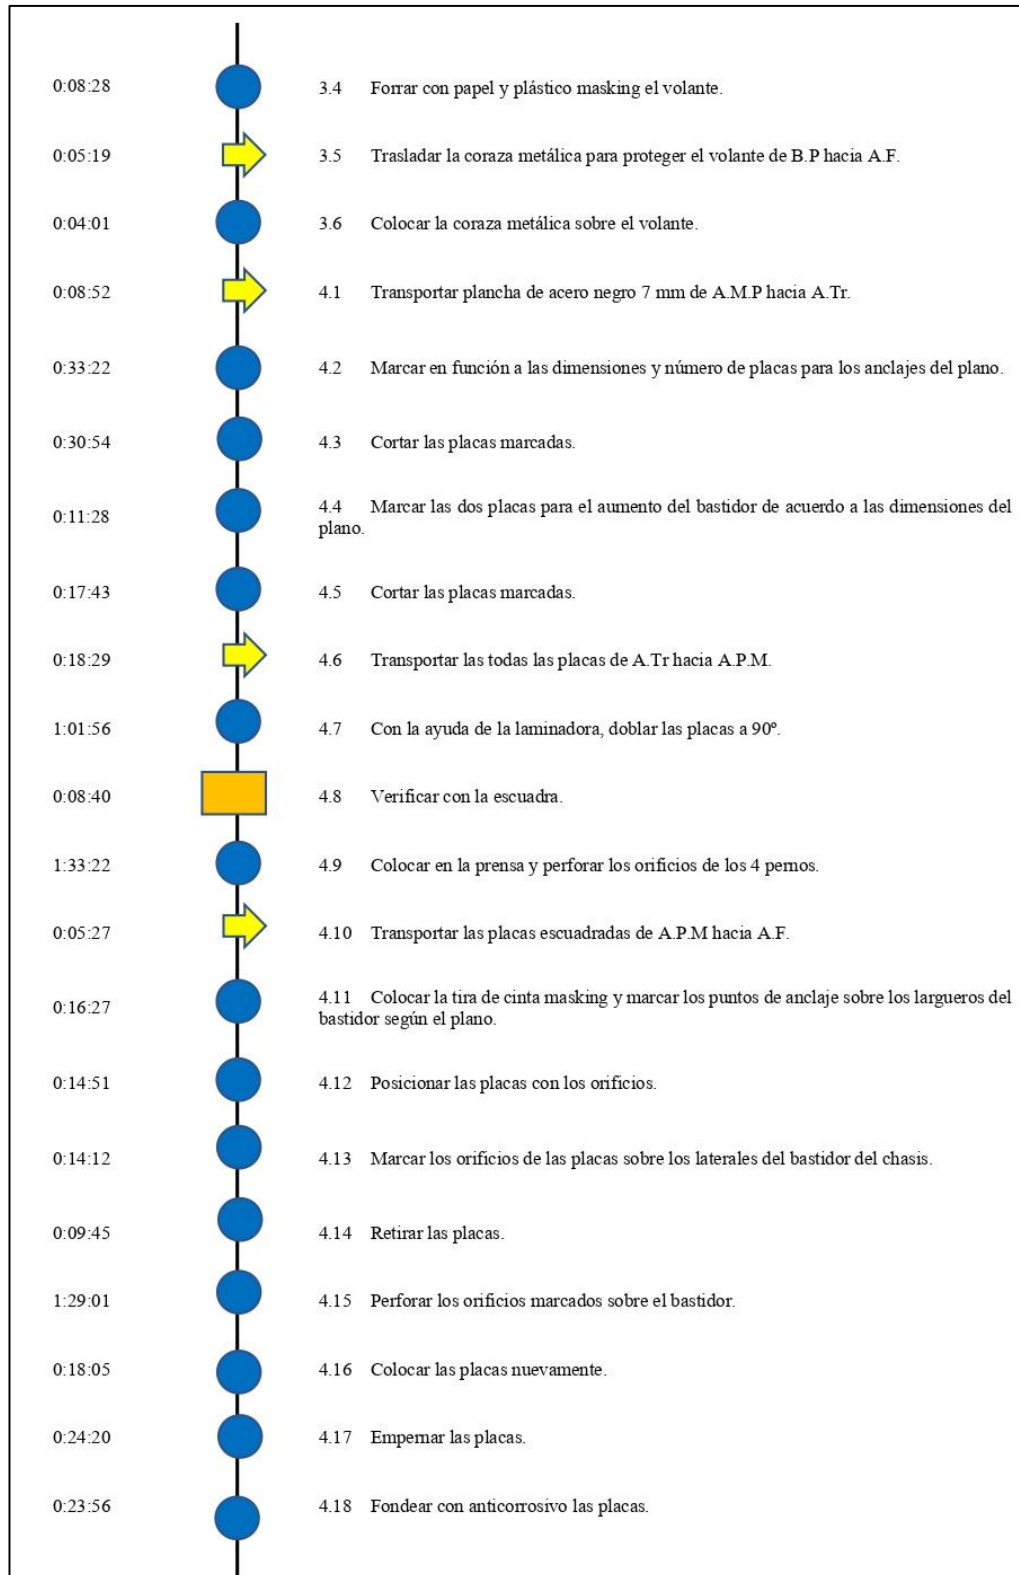 0:08:28 3.4 Forrar con papel y plástico masking el volante.
0:05:19 3.5 Trasladar la coraza metálica para proteger el volante de B.P hacia A.F.
0:04:01 3.6 Colocar la coraza metálica sobre el volante.
0:08:52 4.1 Transportar plancha de acero negro 7 mm de A.M.P hacia A.Tr.
0:33:22 4.2 Marcar en función a las dimensiones y número de placas para los anclajes del plano.
0:30:54 4.3 Cortar las placas marcadas.
0:11:28 4.4 Marcar las dos placas para el aumento del bastidor de acuerdo a las dimensiones del
plano.
0:17:43 4.5 Cortar las placas marcadas.
0:18:29 4.6 Transportar las todas las placas de A.Tr hacia A.P.M.
1:01:56 4.7 Con la ayuda de la laminadora, doblar las placas a 90º.
0:08:40 4.8 Verificar con la escuadra.
1:33:22 4.9 Colocar en la prensa y perforar los orificios de los 4 pernos.
0:05:27 4.10 Transportar las placas escuadradas de A.P.M hacia A.F.
0:16:27 4.11 Colocar la tira de cinta masking y marcar los puntos de anclaje sobre los largueros del
bastidor según el plano.
0:14:51 4.12 Posicionar las placas con los orificios.
0:14:12 4.13 Marcar los orificios de las placas sobre los laterales del bastidor del chasis.
0:09:45 4.14 Retirar las placas.
1:29:01 4.15 Perforar los orificios marcados sobre el bastidor.
0:18:05 4.16 Colocar las placas nuevamente.
0:24:20 4.17 Empernar las placas.
0:23:56 4.18 Fondear con anticorrosivo las placas.